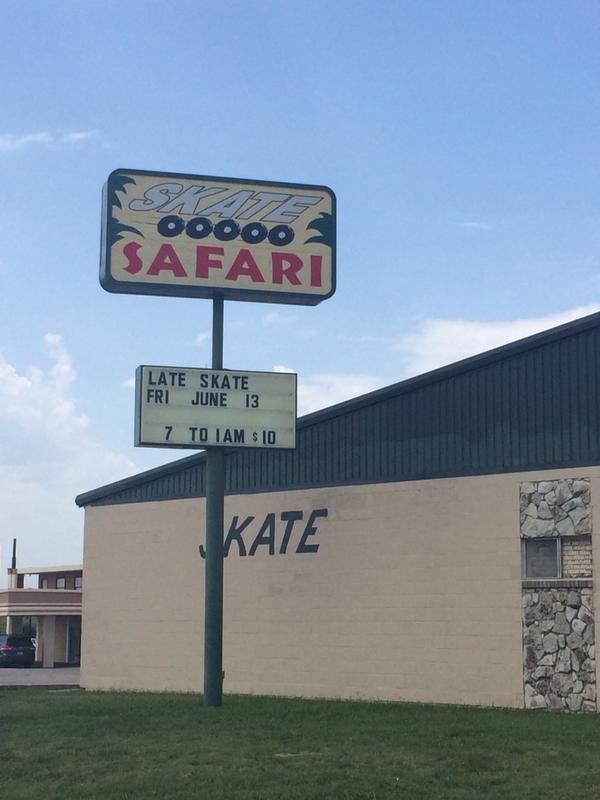 SKATE
SAFARI
LATE SKATE
FRI JUNE 13
7 TO 1AM $10
SKATE